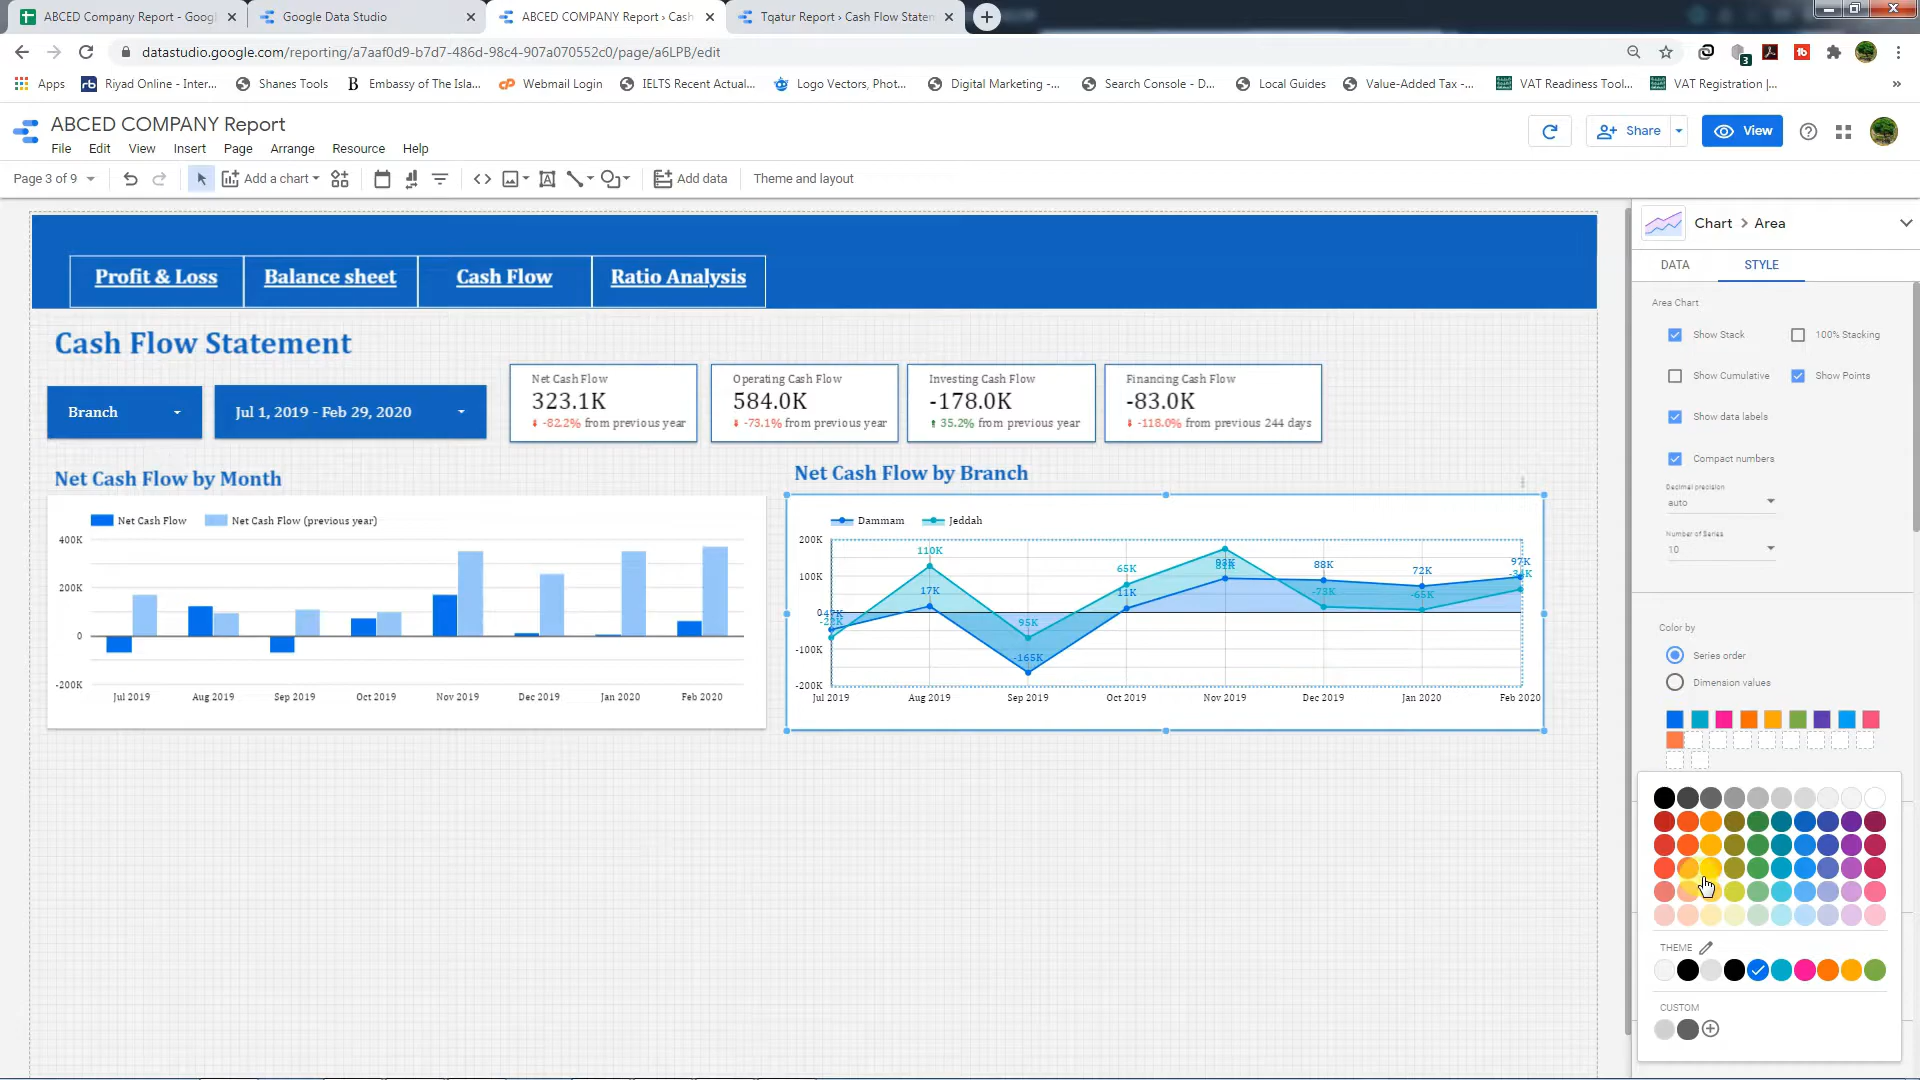 ABCED Company Report - Googl
Google Data Studio
ABCED COMPANY Report › Cash
Tqatur Report › Cash Flow Statem
datastudio.google.com/reporting/a7aaf0d9-b7d7-486d-98c4-907a070552c0/page/a6LPB/edit
3
Apps
Riyad Online - Inter...
Shanes Tools
Embassy of The Isla...
Webmail Login
IELTS Recent Actual...
Logo Vectors, Phot...
Digital Marketing -...
Search Console - D...
Local Guides
Value-Added Tax -...
VAT Readiness Tool...
VAT Registration |...
ABCED COMPANY Report
File Edit View Insert Page Arrange Resource Help
Share
View
Page 3 of 9
Add a chart
Add data
Theme and layout
Profit & Loss
Balance sheet
Cash Flow
Ratio Analysis
Cash Flow Statement
Branch
Jul 1, 2019 - Feb 29, 2020
Net Cash Flow
323.1K
-82.2% from previous year
Operating Cash Flow
584.0K
-73.1% from previous year
Investing Cash Flow
-178.0K
35.2% from previous year
Financing Cash Flow
-83.0K
-118.0% from previous 244 days
Net Cash Flow by Month
Net Cash Flow
Net Cash Flow (previous year)
400K
200K
0
-200K
Jul 2019 Aug 2019 Sep 2019 Oct 2019 Nov 2019 Dec 2019 Jan 2020 Feb 2020
Net Cash Flow by Branch
Dammam Jeddah
200K
100K
0
-100K
-200K
110K
17K
95K
-165K
65K
11K
88K
-73K
72K
-65K
97K
Jul 2019 Aug 2019 Sep 2019 Oct 2019 Nov 2019 Dec 2019 Jan 2020 Feb 2020
Chart > Area
DATA
STYLE
Area Chart
Show Stack
100% Stacking
Show Cumulative
Show Points
Show data labels
Compact numbers
Decimal precision
auto
Number of Series
10
Color by
Series order
Dimension values
THEME
CUSTOM